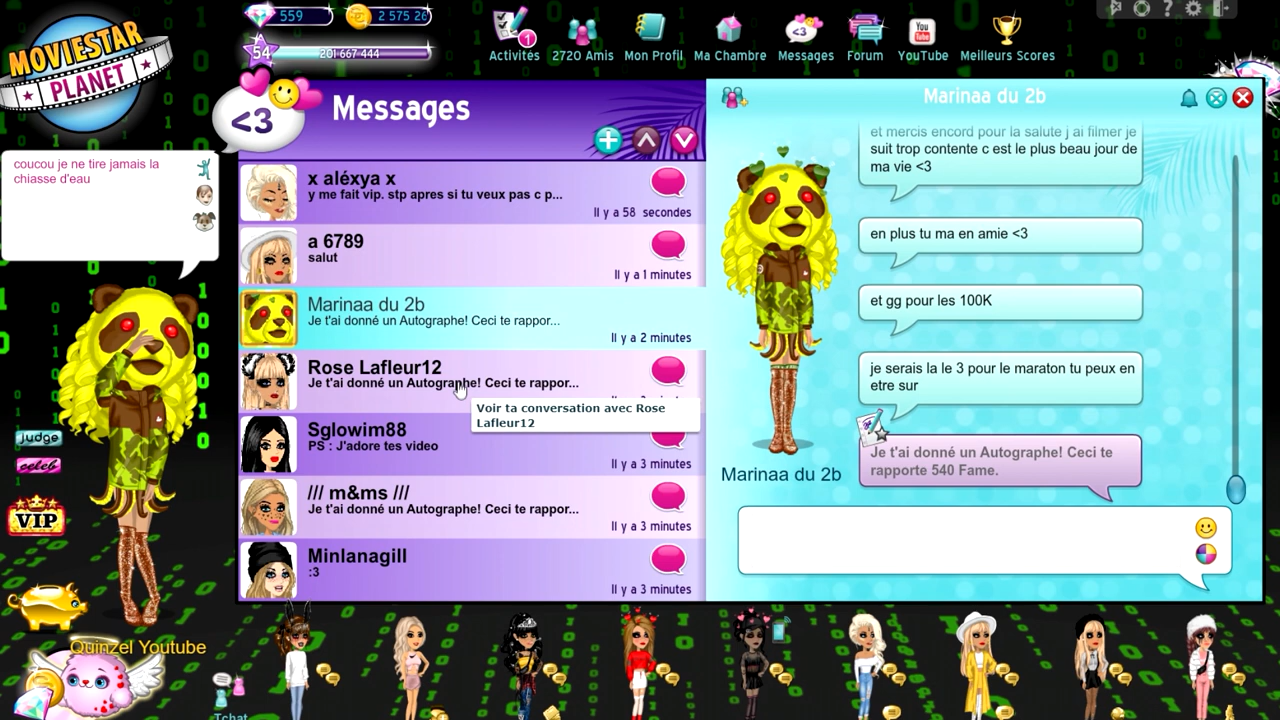 559
2 575 26
54
201 667 444
1
<3
Activités
2720 Amis
Mon Profil
Ma Chambre
Messages
Forum
You
Tube
YouTube
Meilleurs Scores
MOVIESTAR
PLANET
coucou je ne tire jamais la
chiasse d'eau
judge
celeb
VIP
Quinzel Youtube
<3
Messages
x aléxya x
y me fait vip. stp apres si tu veux pas c p...
Il y a 58 secondes
a 6789
salut
Il y a 1 minutes
Marinaa du 2b
Je t'ai donné un Autographe! Ceci te rappor...
Il y a 2 minutes
Rose Lafleur12
Je t'ai donné un Autographe! Ceci te rappor...
Voir ta conversation avec Rose
Lafleur12
Sglowim88
PS : J'adore tes video
Il y a 3 minutes
/// m&ms ///
Je t'ai donné un Autographe! Ceci te rappor...
Il y a 3 minutes
Minlanagill
:3
Il y a 3 minutes
Marinaa du 2b
et mercis encord pour la salute j ai filmer je
suit trop contente c est le plus beau jour de
ma vie <3
en plus tu ma en amie <3
et gg pour les 100K
je serais la le 3 pour le maraton tu peux en
etre sur
Je t'ai donné un Autographe! Ceci te
rapporte 540 Fame.
Marinaa du 2b
Tchat